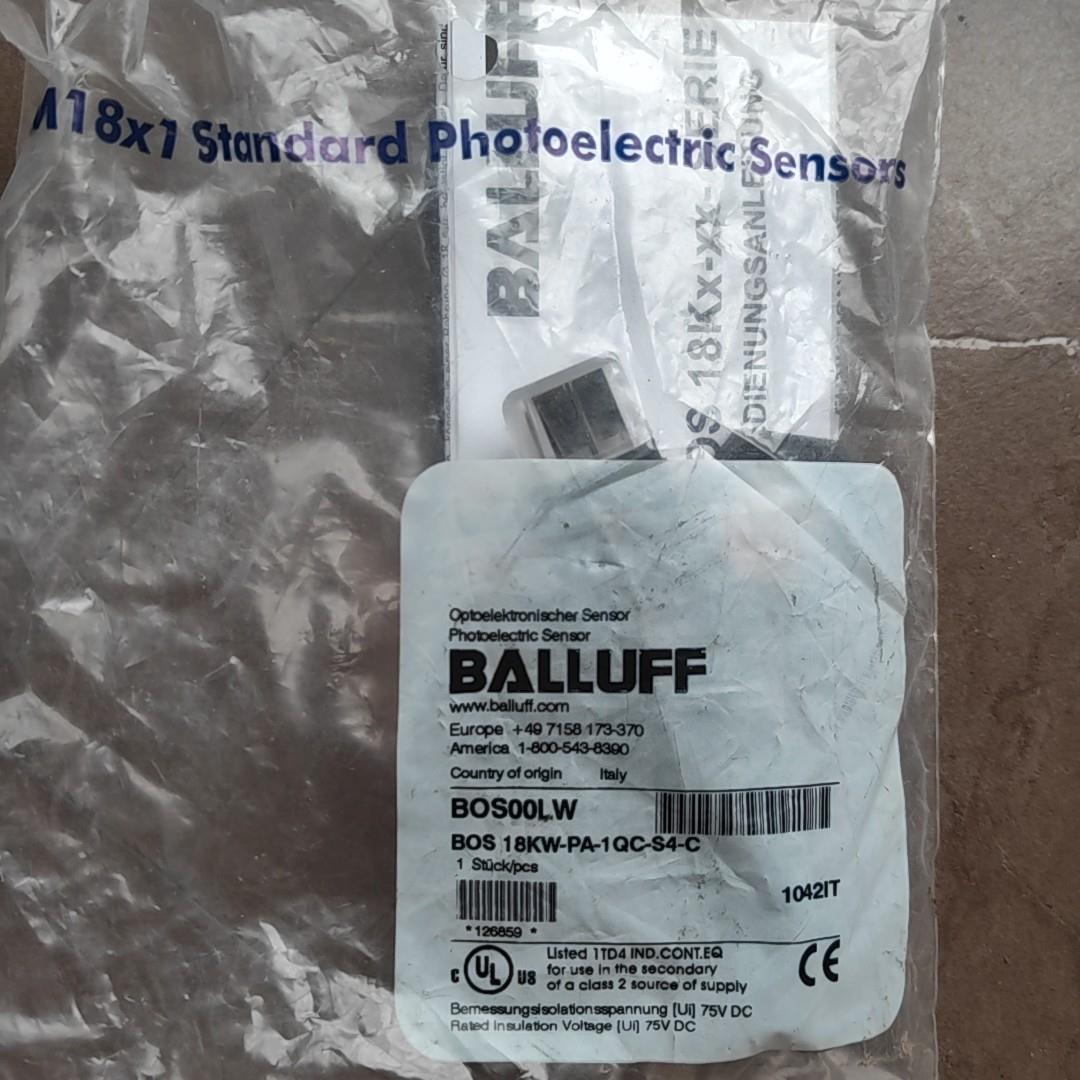 M18x1 Standard Photoelectric Sensors
BALLUFF
BOS 18Kx-xx-
BEDIENUNGSANLEITUNG
Optoelektronischer Sensor
Photoelectric Sensor
BALLUFF
www.balluff.com
Europe +49 7158 173-370
America 1-800-543-8390
Country of origin Italy
BOS00LW
BOS 18KW-PA-1QC-S4-C
1 Stück/pcs
1042IT
*126859 *
C UL US
Listed 1TD4 IND.CONT.EQ
for use in the secondary
of a class 2 source of supply
CE
Bemessungsisolationsspannung [Ui] 75V DC
Rated Insulation Voltage [Ui] 75V DC